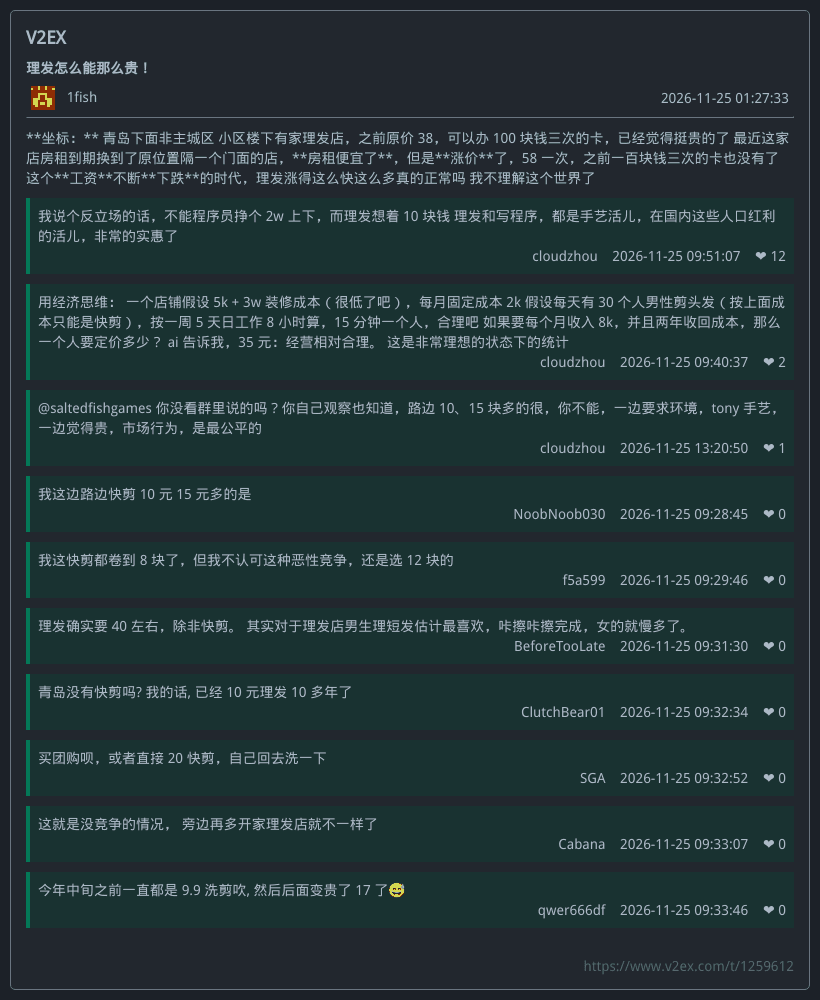 V2EX
理发怎么能那么贵！
1fish
2026-11-25 01:27:33
**坐标：** 青岛下面非主城区 小区楼下有家理发店，之前原价 38，可以办 100 块钱三次的卡，已经觉得挺贵的了 最近这家
店房租到期换到了原位置隔一个门面的店，**房租便宜了**，但是**涨价**了，58 一次，之前一百块钱三次的卡也没有了
这个**工资**不断**下跌**的时代，理发涨得这么快这么多真的正常吗 我不理解这个世界了
我说个反立场的话，不能程序员挣个 2w 上下，而理发想着 10 块钱 理发和写程序，都是手艺活儿，在国内这些人口红利
的活儿，非常的实惠了
cloudzhou 2026-11-25 09:51:07 ❤ 12
用经济思维： 一个店铺假设 5k + 3w 装修成本（很低了吧），每月固定成本 2k 假设每天有 30 个人男性剪头发（按上面成
本只能是快剪），按一周 5 天日工作 8 小时算，15 分钟一个人，合理吧 如果要每个月收入 8k，并且两年收回成本，那么
一个人要定价多少？ ai 告诉我，35 元：经营相对合理。 这是非常理想的状态下的统计
cloudzhou 2026-11-25 09:40:37 ❤ 2
@saltedfishgames 你没看群里说的吗？你自己观察也知道，路边 10、15 块多的很，你不能，一边要求环境，tony 手艺，
一边觉得贵，市场行为，是最公平的
cloudzhou 2026-11-25 13:20:50 ❤ 1
我这边路边快剪 10 元 15 元多的是
NoobNoob030 2026-11-25 09:28:45 ❤ 0
我这快剪都卷到 8 块了，但我不认可这种恶性竞争，还是选 12 块的
f5a599 2026-11-25 09:29:46 ❤ 0
理发确实要 40 左右，除非快剪。 其实对于理发店男生理短发估计最喜欢，咔擦咔擦完成，女的就慢多了。
BeforeTooLate 2026-11-25 09:31:30 ❤ 0
青岛没有快剪吗? 我的话, 已经 10 元理发 10 多年了
ClutchBear01 2026-11-25 09:32:34 ❤ 0
买团购呗，或者直接 20 快剪，自己回去洗一下
SGA 2026-11-25 09:32:52 ❤ 0
这就是没竞争的情况， 旁边再多开家理发店就不一样了
Cabana 2026-11-25 09:33:07 ❤ 0
今年中旬之前一直都是 9.9 洗剪吹, 然后后面变贵了 17 了😅
qwer666df 2026-11-25 09:33:46 ❤ 0
https://www.v2ex.com/t/1259612